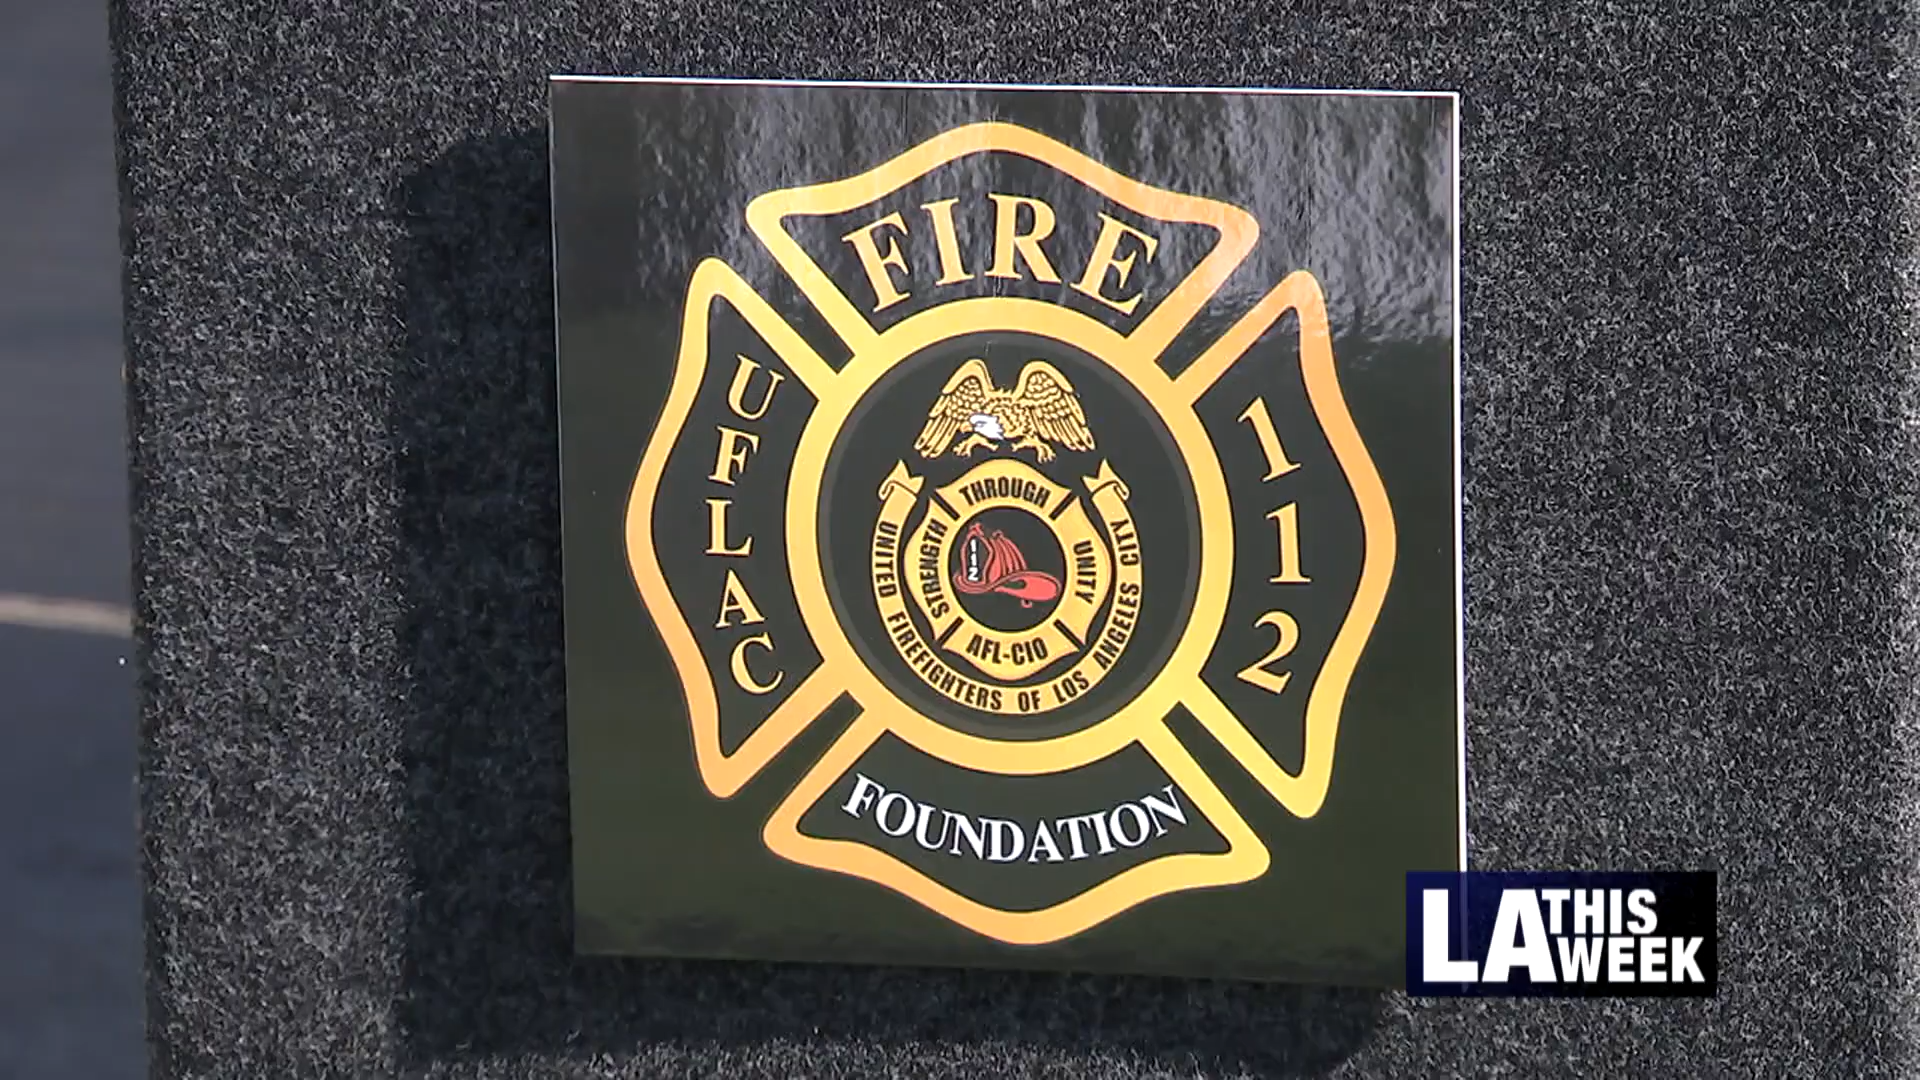 FIRE
UFLAC
112
THROUGH
STRENGTH
UNITY
112
AFL-CIO
UNITED FIREFIGHTERS OF LOS ANGELES CITY
FOUNDATION
LA THIS WEEK